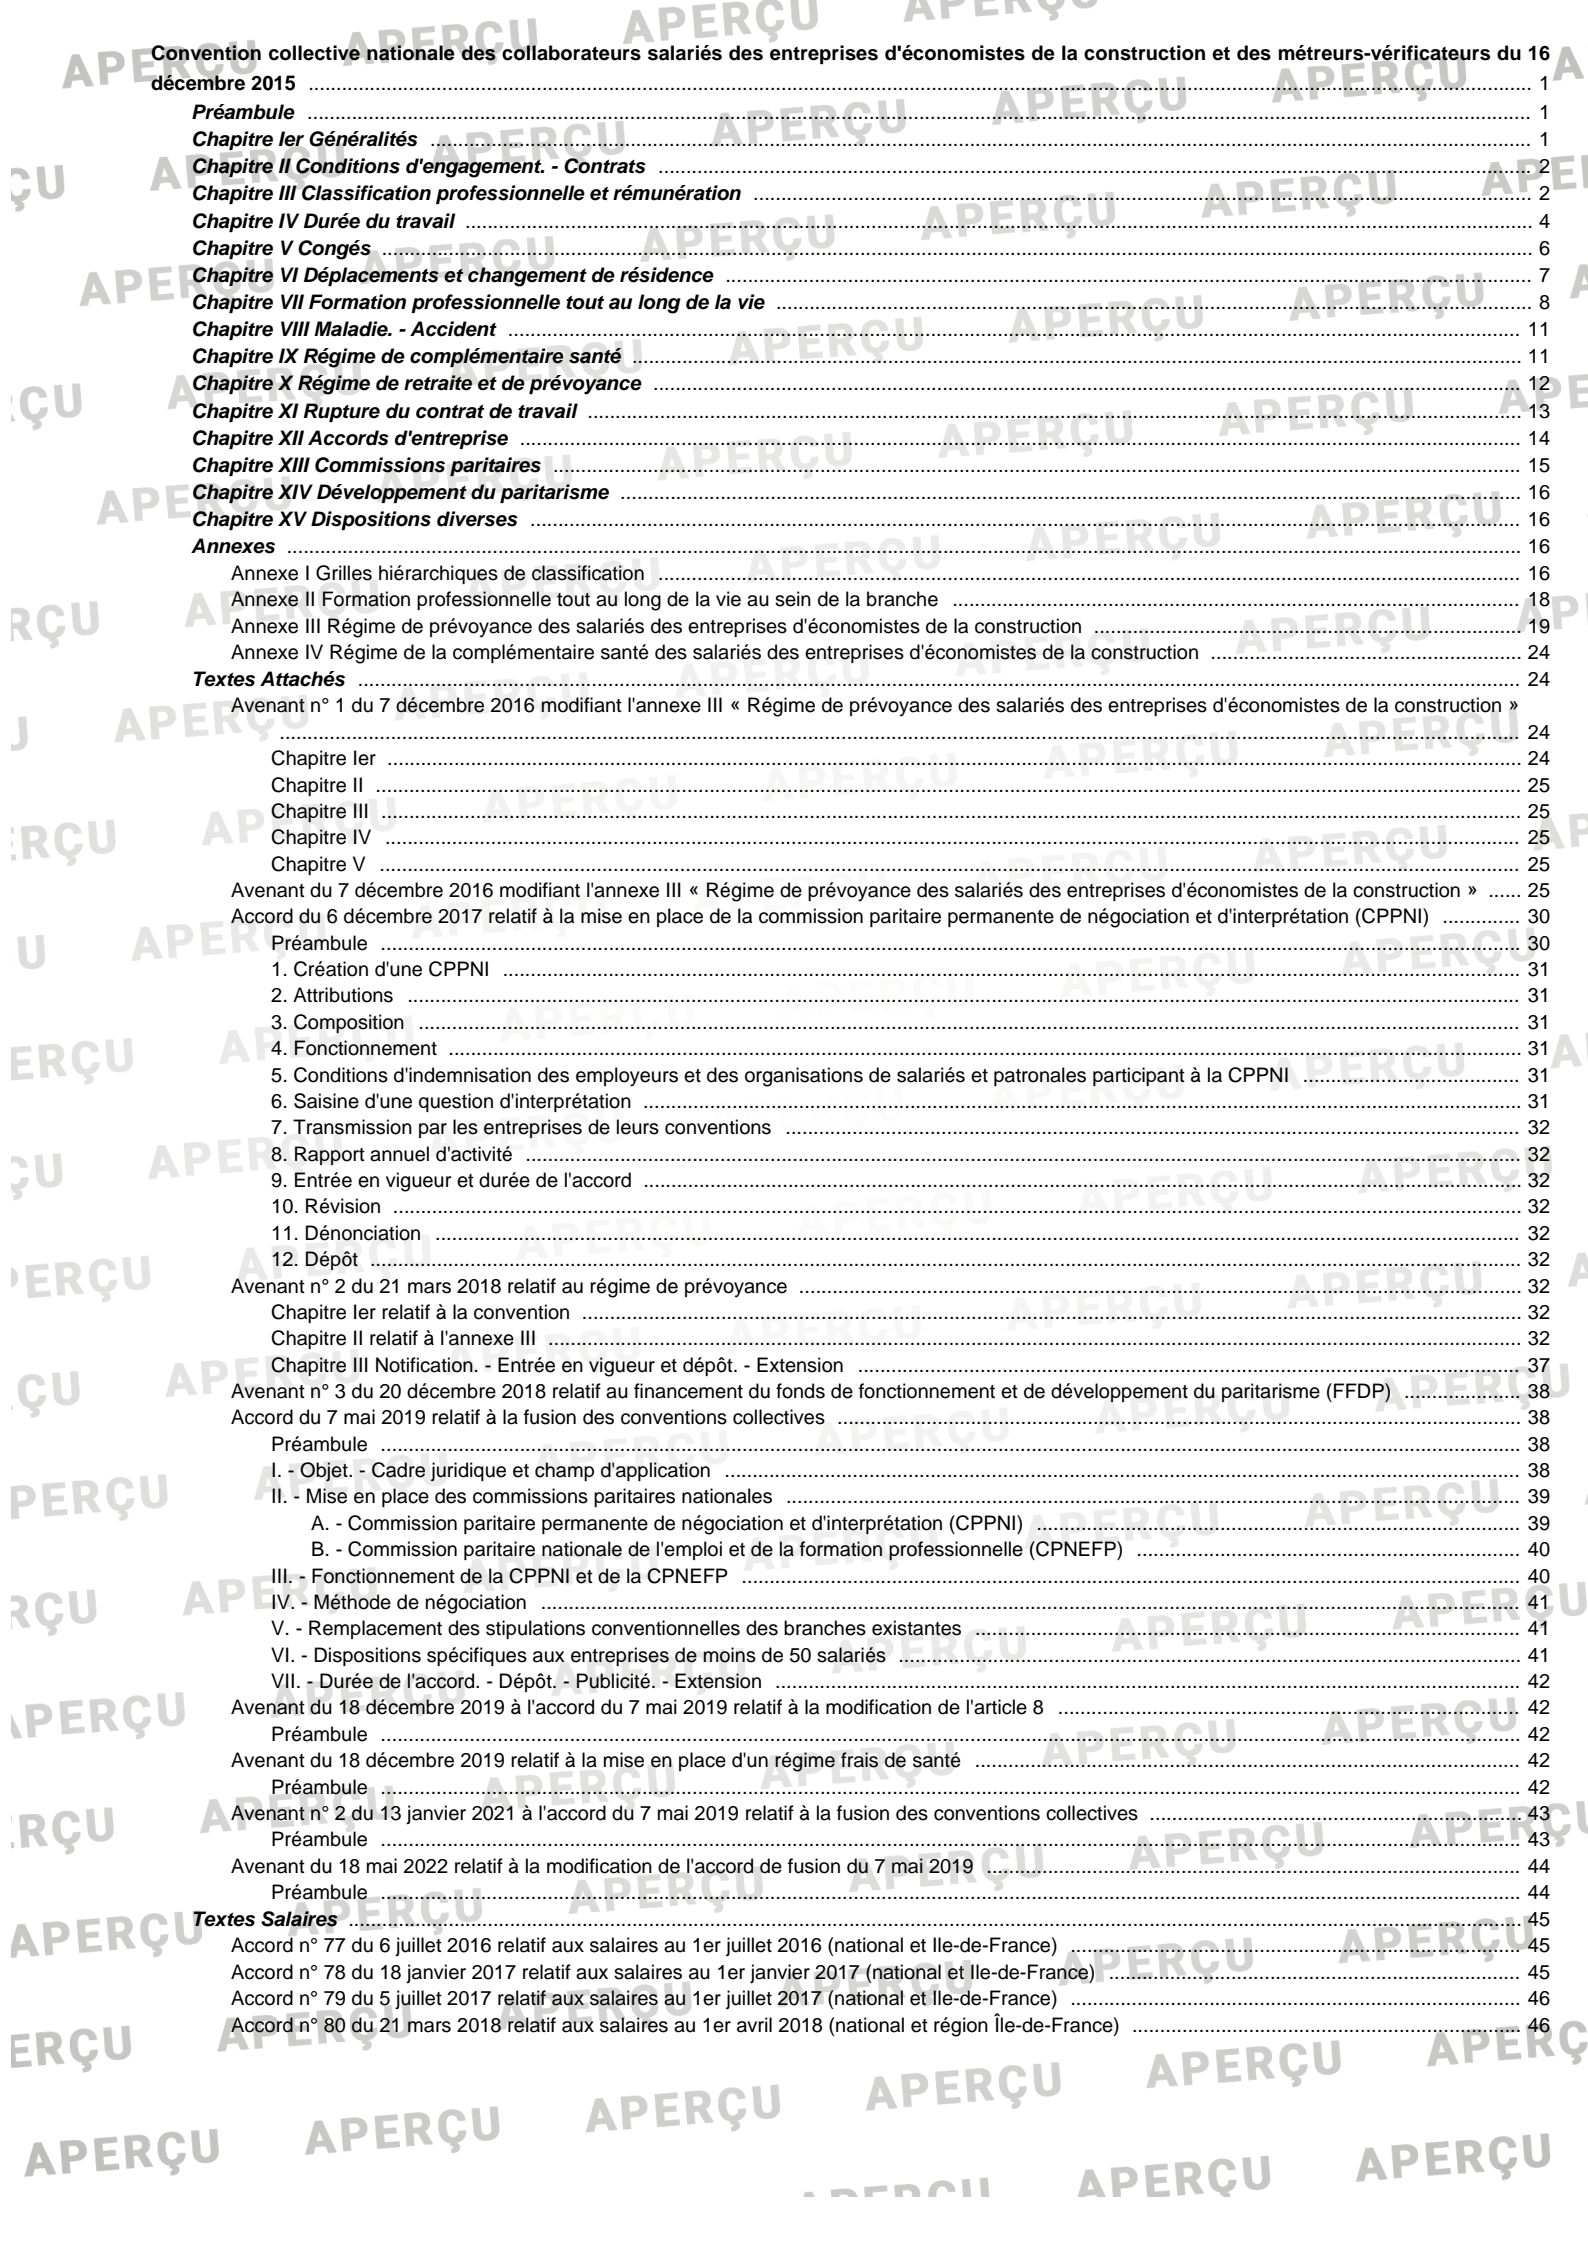 Convention collective nationale des collaborateurs salariés des entreprises d'économistes de la construction et des métreurs-vérificateurs du 16
décembre 2015 ... 1
Préambule ... 1
Chapitre Ier Généralités ... 1
Chapitre II Conditions d'engagement. - Contrats ... 2
Chapitre III Classification professionnelle et rémunération ... 2
Chapitre IV Durée du travail ... 4
Chapitre V Congés ... 6
Chapitre VI Déplacements et changement de résidence ... 7
Chapitre VII Formation professionnelle tout au long de la vie ... 8
Chapitre VIII Maladie. - Accident ... 11
Chapitre IX Régime de complémentaire santé ... 11
Chapitre X Régime de retraite et de prévoyance ... 12
Chapitre XI Rupture du contrat de travail ... 13
Chapitre XII Accords d'entreprise ... 14
Chapitre XIII Commissions paritaires ... 15
Chapitre XIV Développement du paritarisme ... 16
Chapitre XV Dispositions diverses ... 16
Annexes ... 16
Annexe I Grilles hiérarchiques de classification ... 16
Annexe II Formation professionnelle tout au long de la vie au sein de la branche ... 18
Annexe III Régime de prévoyance des salariés des entreprises d'économistes de la construction ... 19
Annexe IV Régime de la complémentaire santé des salariés des entreprises d'économistes de la construction ... 24
Textes Attachés ... 24
Avenant n° 1 du 7 décembre 2016 modifiant l'annexe III « Régime de prévoyance des salariés des entreprises d'économistes de la construction »
... 24
Chapitre Ier ... 24
Chapitre II ... 25
Chapitre III ... 25
Chapitre IV ... 25
Chapitre V ... 25
Avenant du 7 décembre 2016 modifiant l'annexe III « Régime de prévoyance des salariés des entreprises d'économistes de la construction » ... 25
Accord du 6 décembre 2017 relatif à la mise en place de la commission paritaire permanente de négociation et d'interprétation (CPPNI) ... 30
Préambule ... 30
1. Création d'une CPPNI ... 31
2. Attributions ... 31
3. Composition ... 31
4. Fonctionnement ... 31
5. Conditions d'indemnisation des employeurs et des organisations de salariés et patronales participant à la CPPNI ... 31
6. Saisine d'une question d'interprétation ... 31
7. Transmission par les entreprises de leurs conventions ... 32
8. Rapport annuel d'activité ... 32
9. Entrée en vigueur et durée de l'accord ... 32
10. Révision ... 32
11. Dénonciation ... 32
12. Dépôt ... 32
Avenant n° 2 du 21 mars 2018 relatif au régime de prévoyance ... 32
Chapitre Ier relatif à la convention ... 32
Chapitre II relatif à l'annexe III ... 32
Chapitre III Notification. - Entrée en vigueur et dépôt. - Extension ... 37
Avenant n° 3 du 20 décembre 2018 relatif au financement du fonds de fonctionnement et de développement du paritarisme (FFDP) ... 38
Accord du 7 mai 2019 relatif à la fusion des conventions collectives ... 38
Préambule ... 38
I. - Objet. - Cadre juridique et champ d'application ... 38
II. - Mise en place des commissions paritaires nationales ... 39
A. - Commission paritaire permanente de négociation et d'interprétation (CPPNI) ... 39
B. - Commission paritaire nationale de l'emploi et de la formation professionnelle (CPNEFP) ... 40
III. - Fonctionnement de la CPPNI et de la CPNEFP ... 40
IV. - Méthode de négociation ... 41
V. - Remplacement des stipulations conventionnelles des branches existantes ... 41
VI. - Dispositions spécifiques aux entreprises de moins de 50 salariés ... 41
VII. - Durée de l'accord. - Dépôt. - Publicité. - Extension ... 42
Avenant du 18 décembre 2019 à l'accord du 7 mai 2019 relatif à la modification de l'article 8 ... 42
Préambule ... 42
Avenant du 18 décembre 2019 relatif à la mise en place d'un régime frais de santé ... 42
Préambule ... 42
Avenant n° 2 du 13 janvier 2021 à l'accord du 7 mai 2019 relatif à la fusion des conventions collectives ... 43
Préambule ... 43
Avenant du 18 mai 2022 relatif à la modification de l'accord de fusion du 7 mai 2019 ... 44
Préambule ... 44
Textes Salaires ... 45
Accord n° 77 du 6 juillet 2016 relatif aux salaires au 1er juillet 2016 (national et Ile-de-France) ... 45
Accord n° 78 du 18 janvier 2017 relatif aux salaires au 1er janvier 2017 (national et Ile-de-France) ... 45
Accord n° 79 du 5 juillet 2017 relatif aux salaires au 1er juillet 2017 (national et Ile-de-France) ... 46
Accord n° 80 du 21 mars 2018 relatif aux salaires au 1er avril 2018 (national et région Île-de-France) ... 46
APERÇU